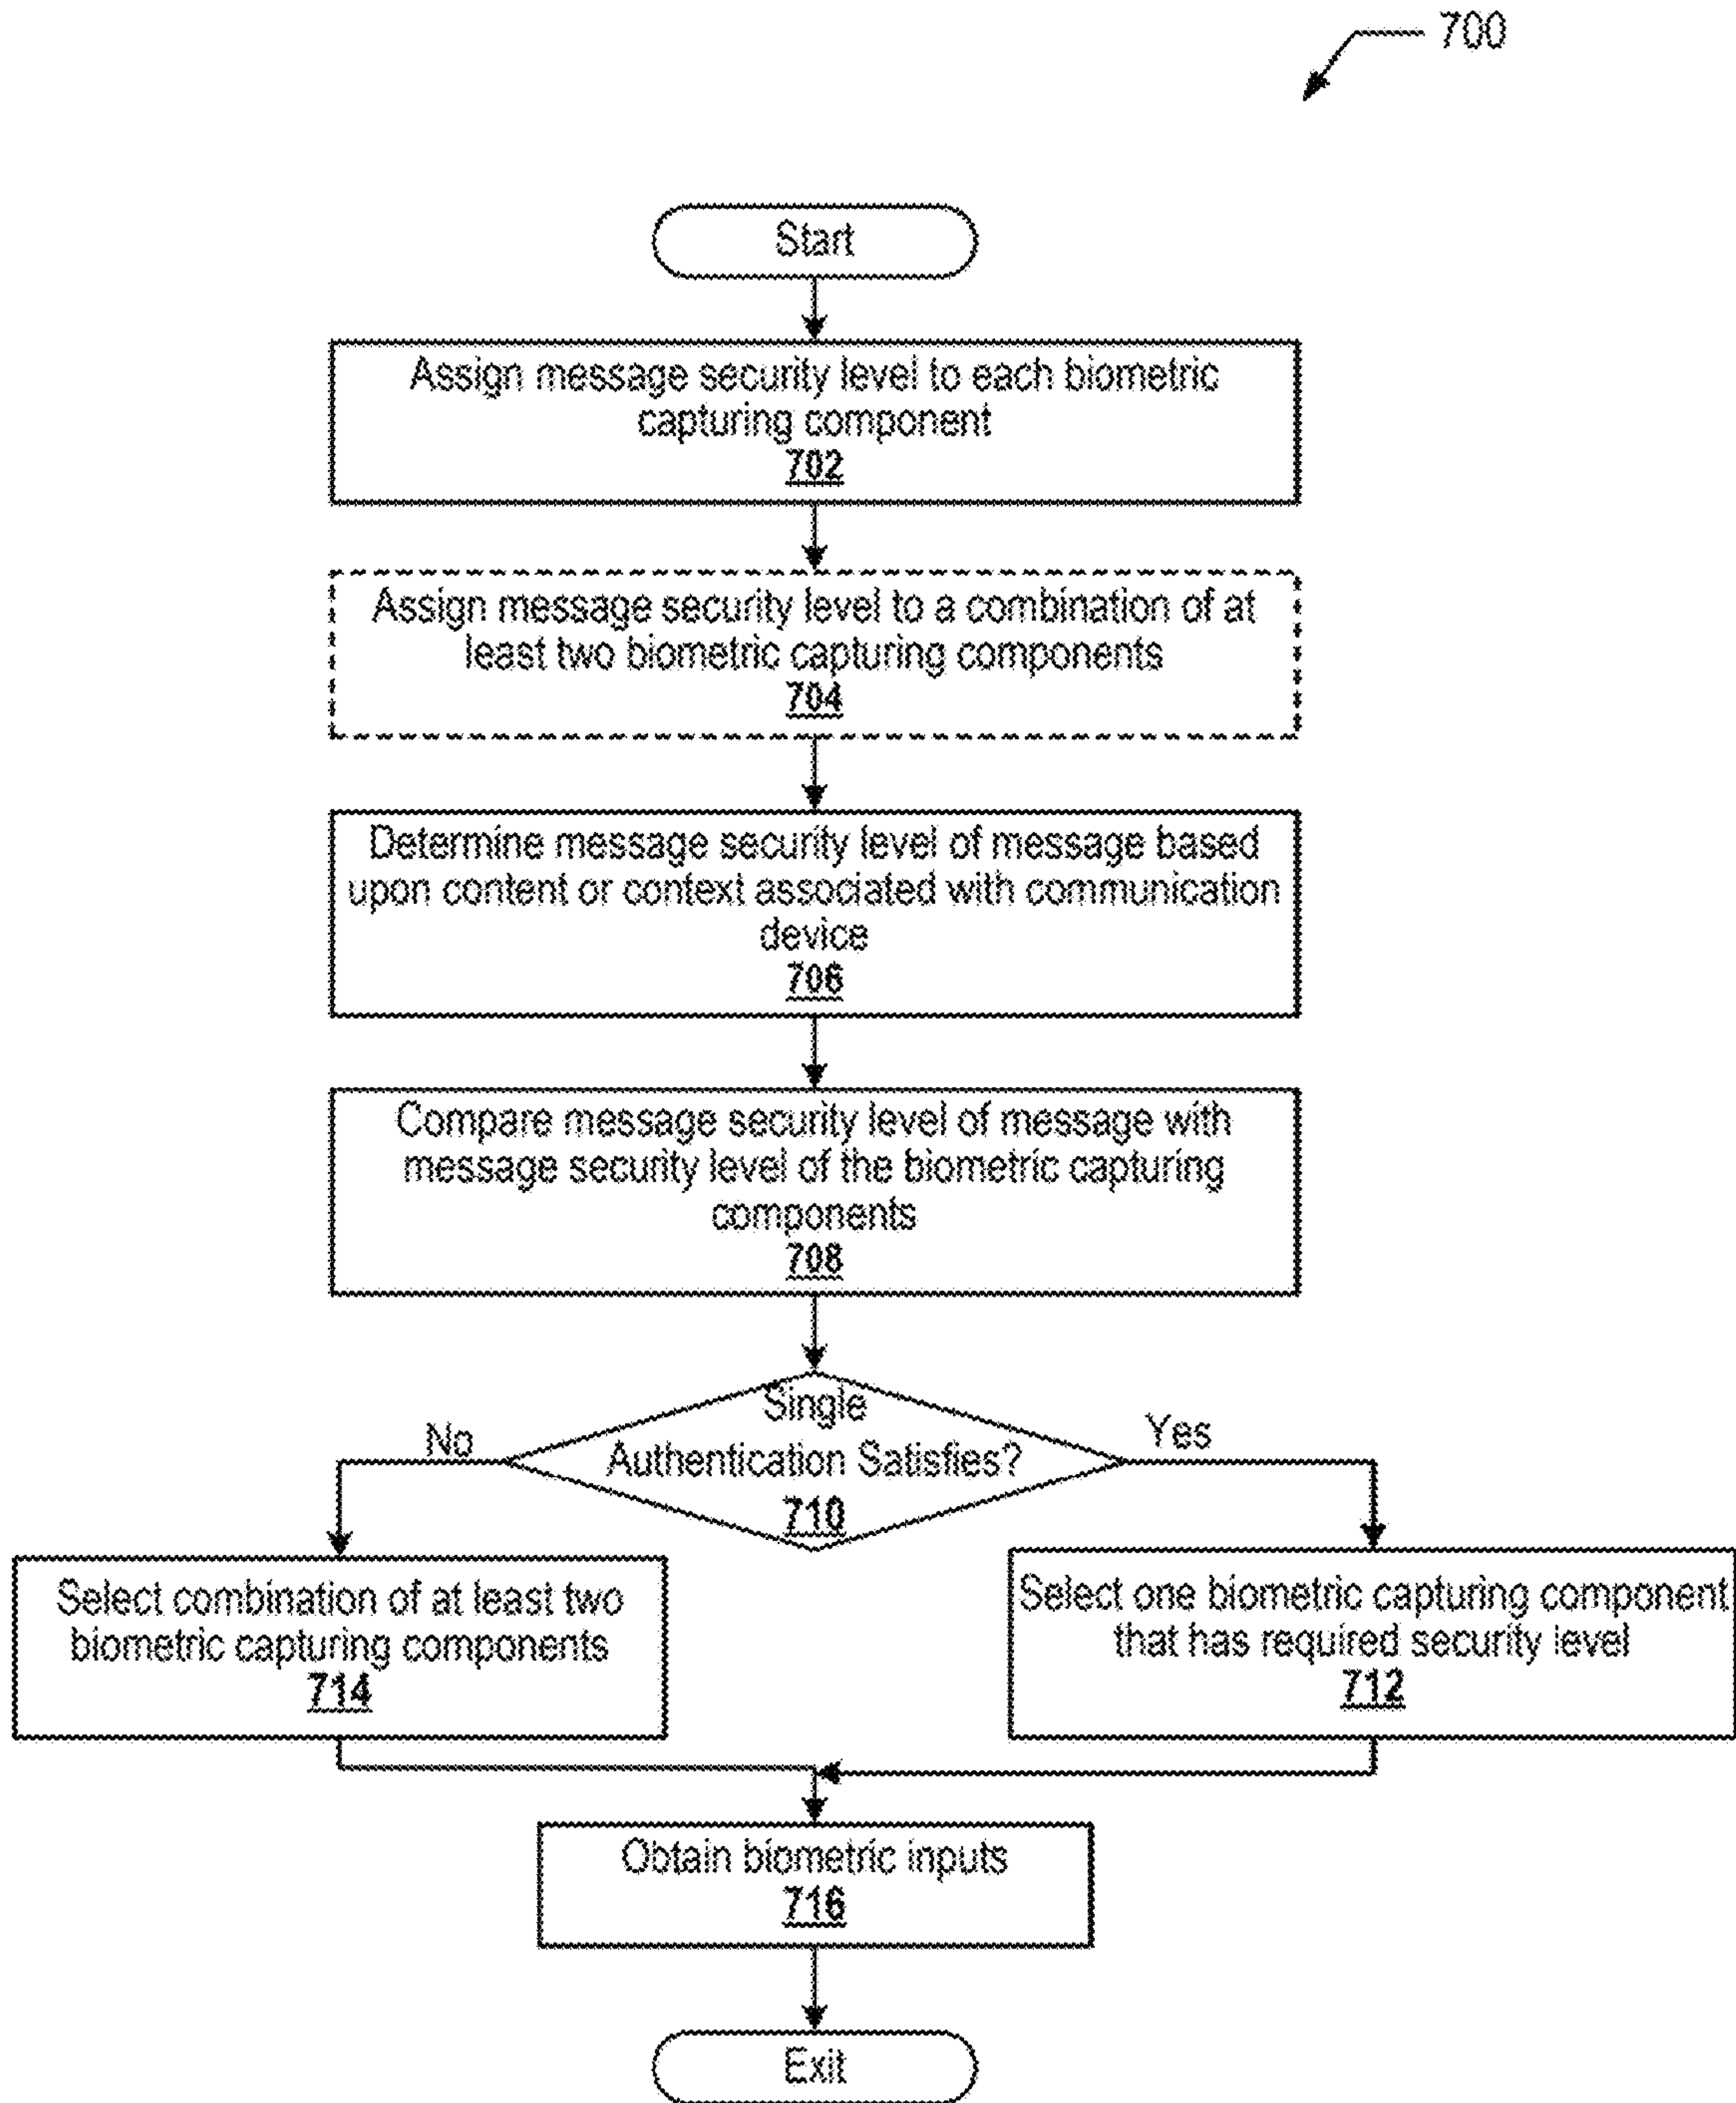 700
Start
Assign message security level to each biometric
capturing component
702
Assign message security level to a combination of at
least two biometric capturing components
704
Determine message security level of message based
upon content or context associated with communication
device
706
Compare message security level of message with
message security level of the biometric capturing
components
708
Single
Authentication Satisfies?
710
No
Yes
Select combination of at least two
biometric capturing components
714
Select one biometric capturing component
that has required security level
712
Obtain biometric inputs
716
Exit